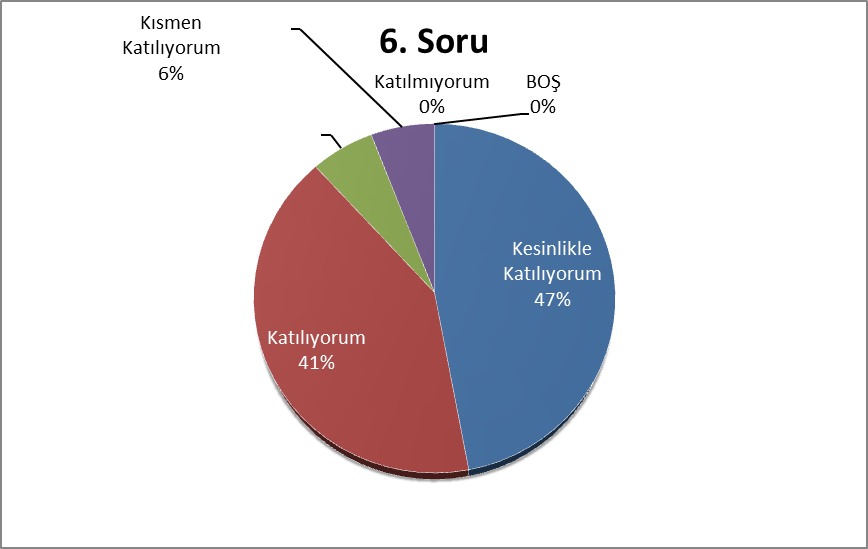 6. Soru
Kısmen
Katılıyorum
6%
Katılmıyorum
0%
BOŞ
0%
Kesinlikle
Katılıyorum
47%
Katılıyorum
41%